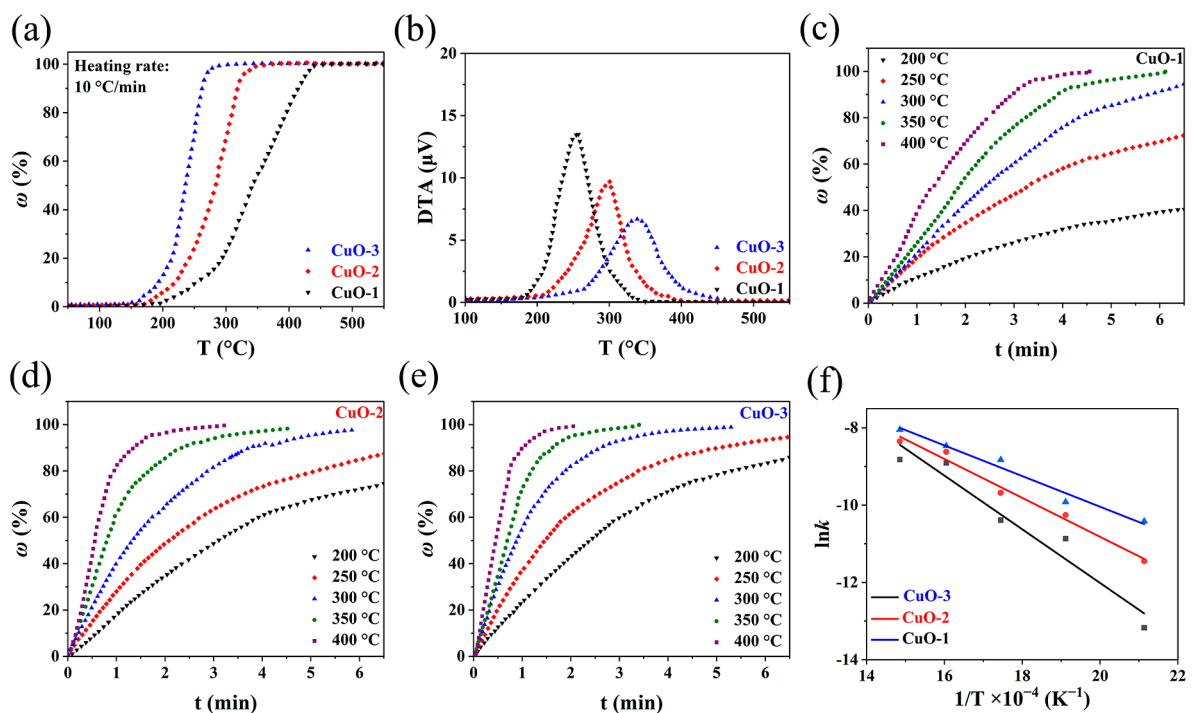 (a)
Heating rate:
10 °C/min
CuO-3
CuO-2
CuO-1
ω (%)
100
80
60
40
20
0
100
200
300
400
500
T (°C)
(b)
DTA (μV)
20
15
10
5
0
CuO-3
CuO-2
CuO-1
100
200
300
400
500
T (°C)
(c)
CuO-1
200 °C
250 °C
300 °C
350 °C
400 °C
ω (%)
100
80
60
40
20
0
0
1
2
3
4
5
6
t (min)
(d)
CuO-2
ω (%)
100
80
60
40
20
0
200 °C
250 °C
300 °C
350 °C
400 °C
0
1
2
3
4
5
6
t (min)
(e)
CuO-3
ω (%)
100
80
60
40
20
0
200 °C
250 °C
300 °C
350 °C
400 °C
0
1
2
3
4
5
6
t (min)
(f)
lnk
-8
-10
-12
-14
CuO-3
CuO-2
CuO-1
14
16
18
20
22
1/T ×10⁻⁴ (K⁻¹)